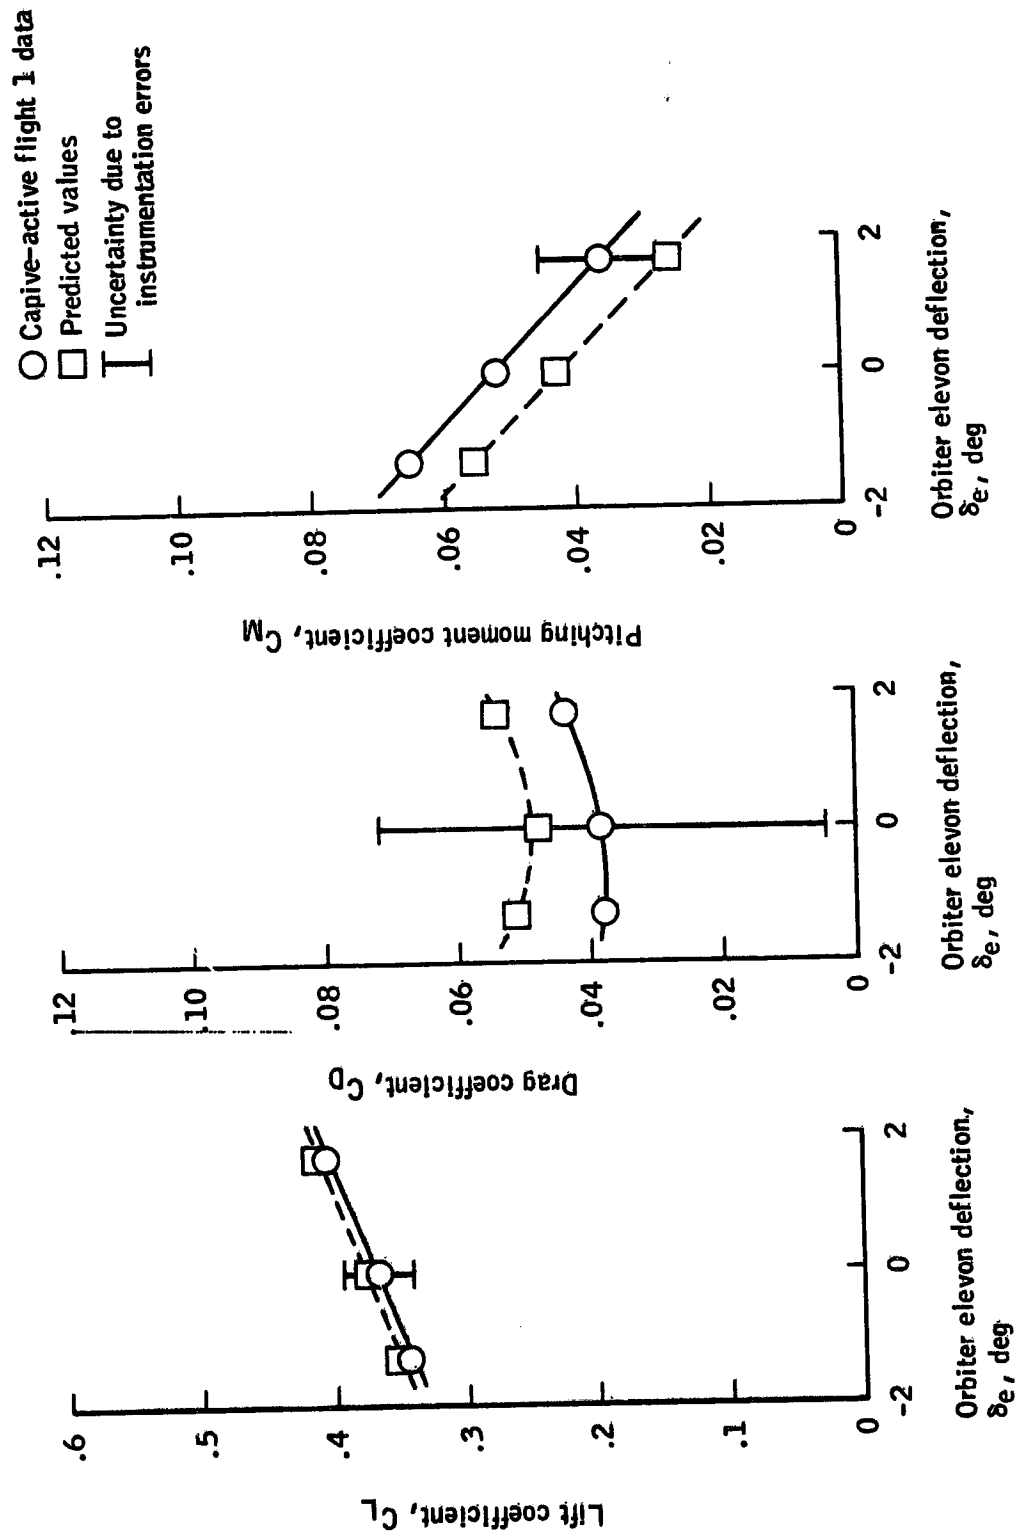 ○ Capive-active flight 1 data
□ Predicted values
Uncertainty due to
instrumentation errors
Lift coefficient, C_L
.6
.5
.4
.3
.2
.1
0
-2
0
2
Orbiter elevon deflection,
δe, deg
Drag coefficient, C_D
.12
.10
.08
.06
.04
.02
0
-2
0
2
Orbiter elevon deflection,
δe, deg
Pitching moment coefficient, C_M
.12
.10
.08
.06
.04
.02
0
-2
0
2
Orbiter elevon deflection,
δe, deg